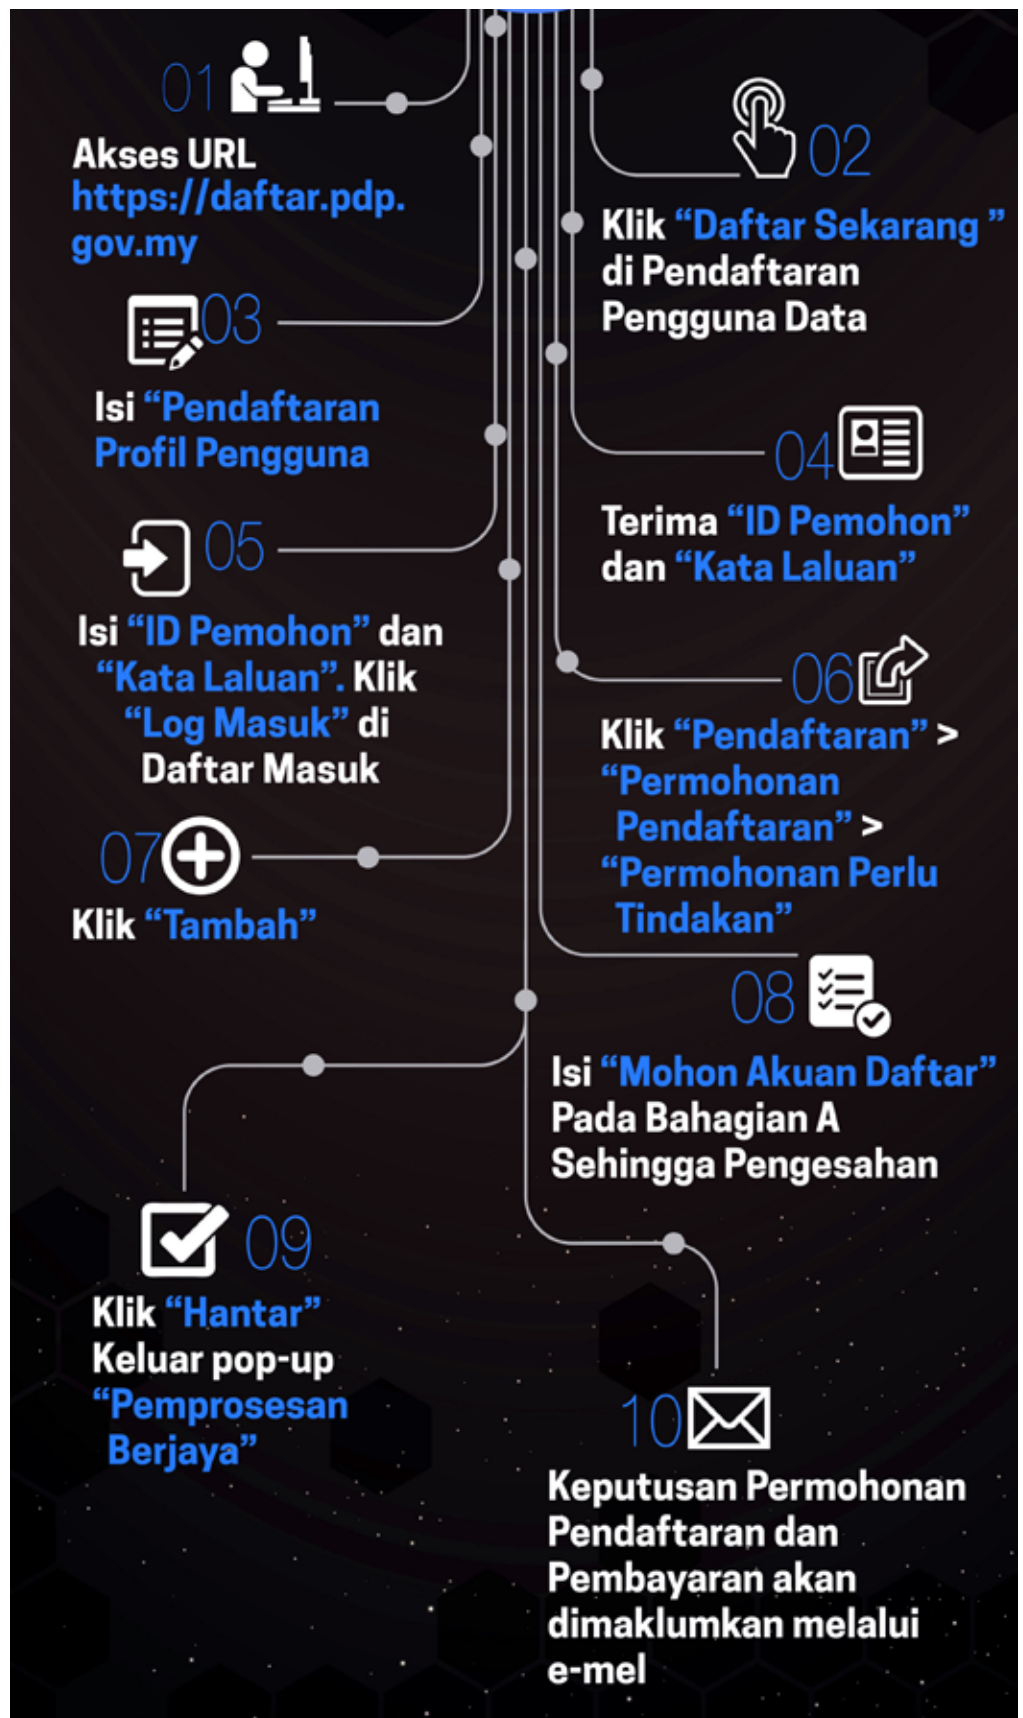 01
Akses URL
https://daftar.pdp.
gov.my
02
Klik “Daftar Sekarang ”
di Pendaftaran
Pengguna Data
03
Isi “Pendaftaran
Profil Pengguna
04
Terima “ID Pemohon”
dan “Kata Laluan”
05
Isi “ID Pemohon” dan
“Kata Laluan”. Klik
“Log Masuk” di
Daftar Masuk
06
Klik “Pendaftaran” >
“Permohonan
Pendaftaran” >
“Permohonan Perlu
Tindakan”
07
Klik “Tambah”
08
Isi “Mohon Akuan Daftar”
Pada Bahagian A
Sehingga Pengesahan
09
Klik “Hantar”
Keluar pop-up
“Pemprosesan
Berjaya”
10
Keputusan Permohonan
Pendaftaran dan
Pembayaran akan
dimaklumkan melalui
e-mel